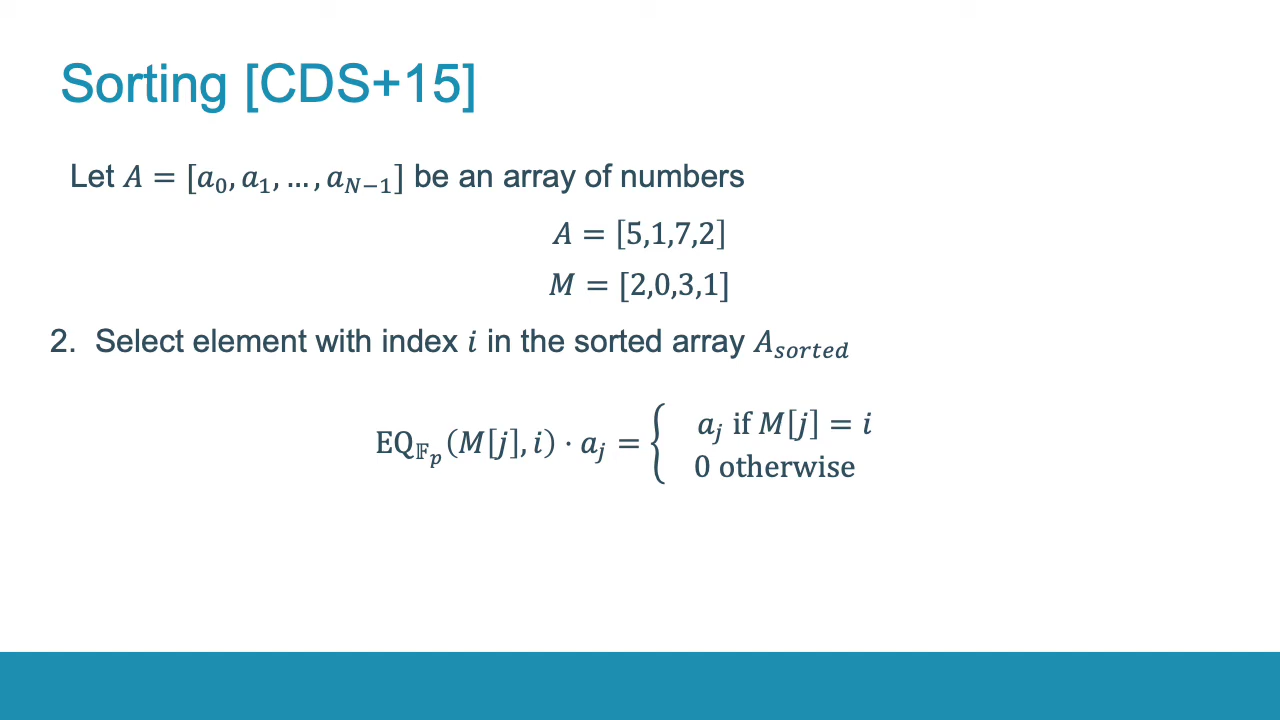 Sorting [CDS+15]
Let A = [a₀, a₁, … , a_{N−1}] be an array of numbers
A = [5,1,7,2]
M = [2,0,3,1]
2. Select element with index i in the sorted array A_{sorted}
EQ_{𝔽_p}(M[j], i) · a_j = { a_j if M[j] = i
0 otherwise